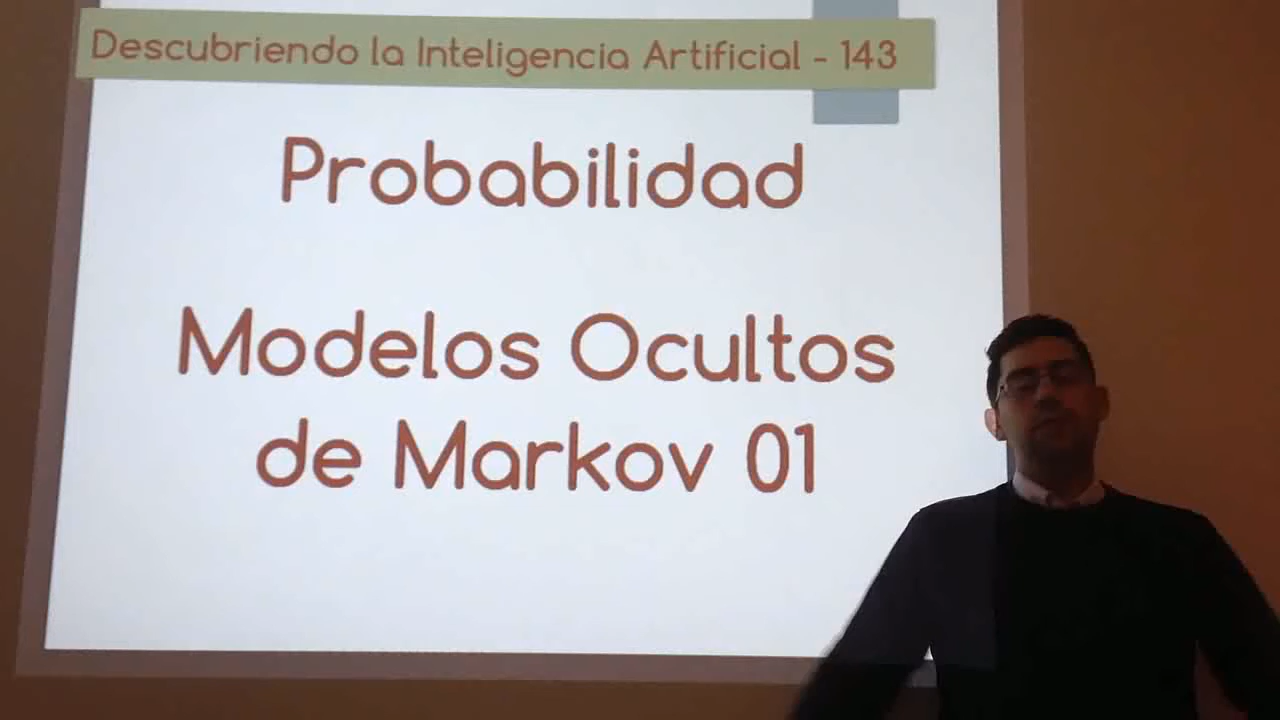 Descubriendo la Inteligencia Artificial - 143
Probabilidad
Modelos Ocultos
de Markov 01